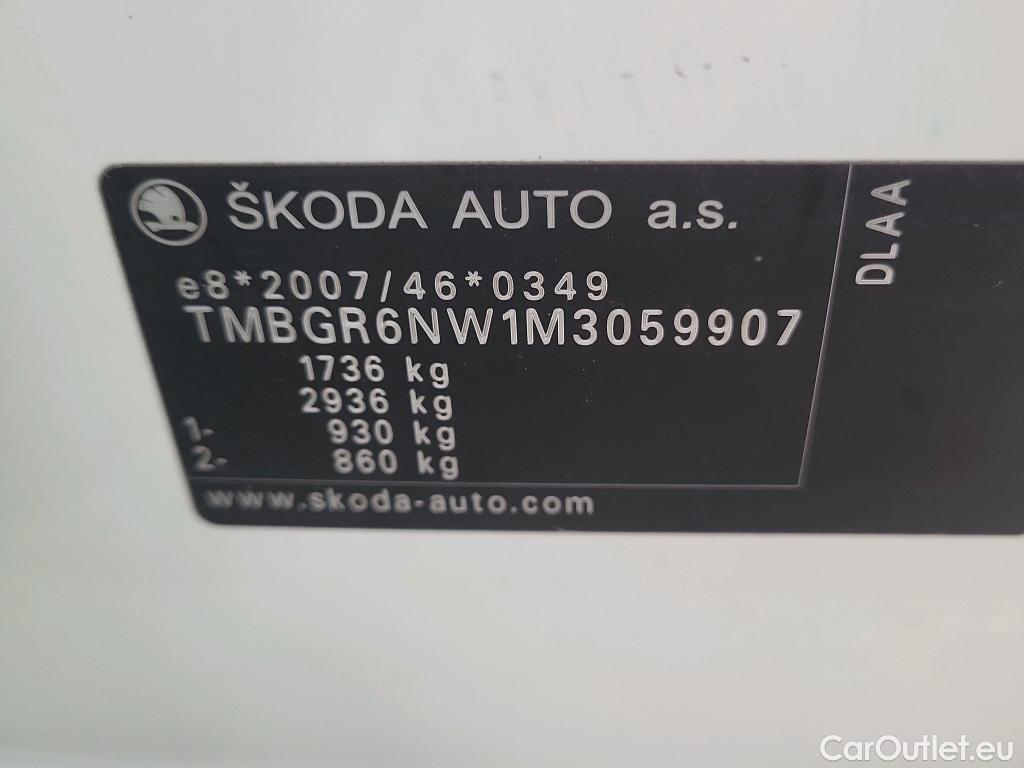 ŠKODA AUTO a.s.
e8*2007/46*0349
TMBGR6NW1M3059907
1736 kg
2936 kg
1- 930 kg
2- 860 kg
www.skoda-auto.com
DLAA
CarOutlet.eu